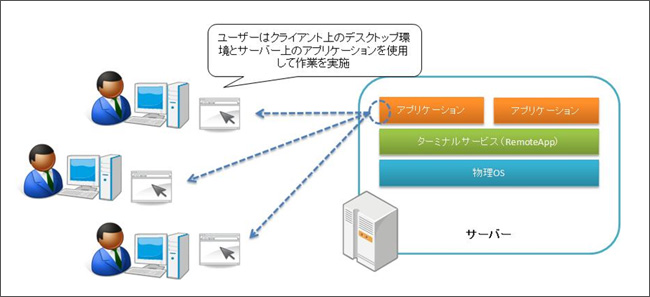 ユーザーはクライアント上のデスクトップ環
境とサーバー上のアプリケーションを使用
して作業を実施
アプリケーション
アプリケーション
ターミナルサービス(RemoteApp)
物理OS
サーバー